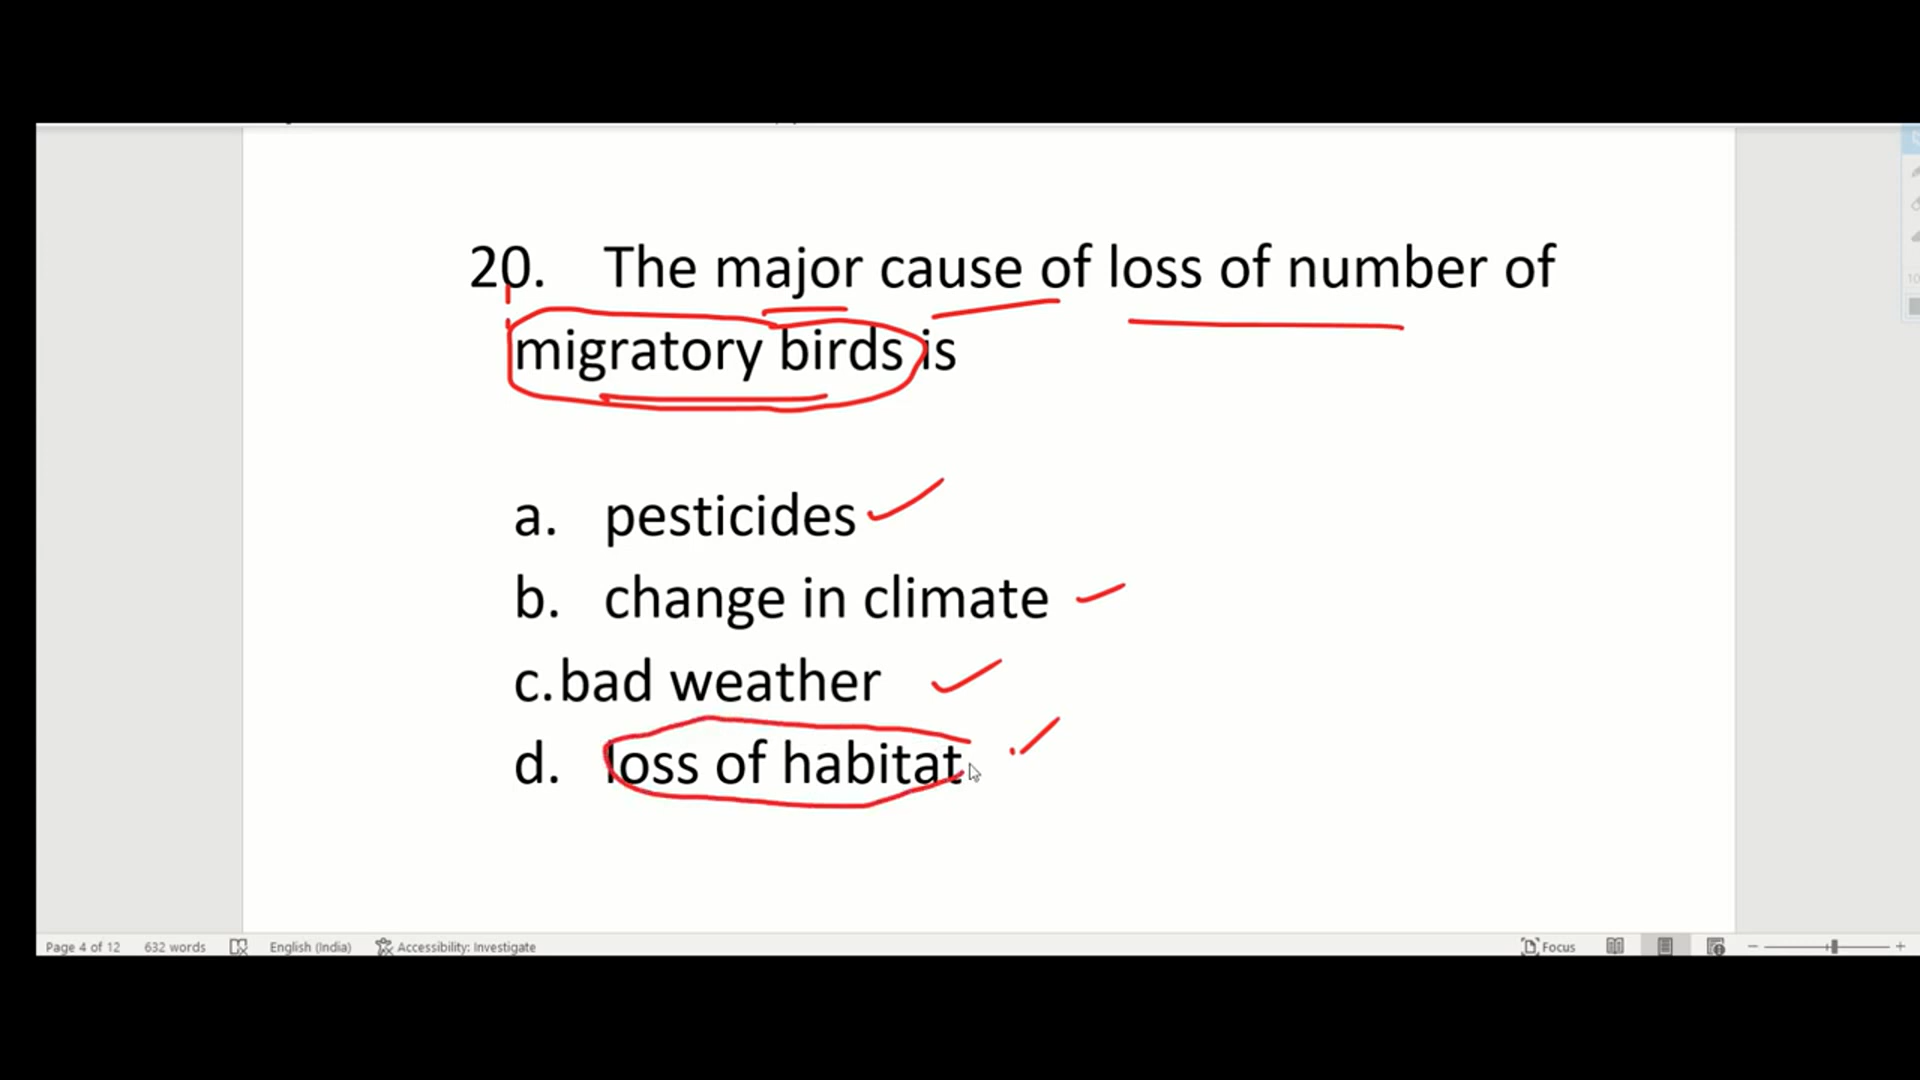 20. The major cause of loss of number of
migratory birds is
a. pesticides
b. change in climate
c. bad weather
d. loss of habitat
Page 4 of 12 632 words English (India) Accessibility: Investigate Focus